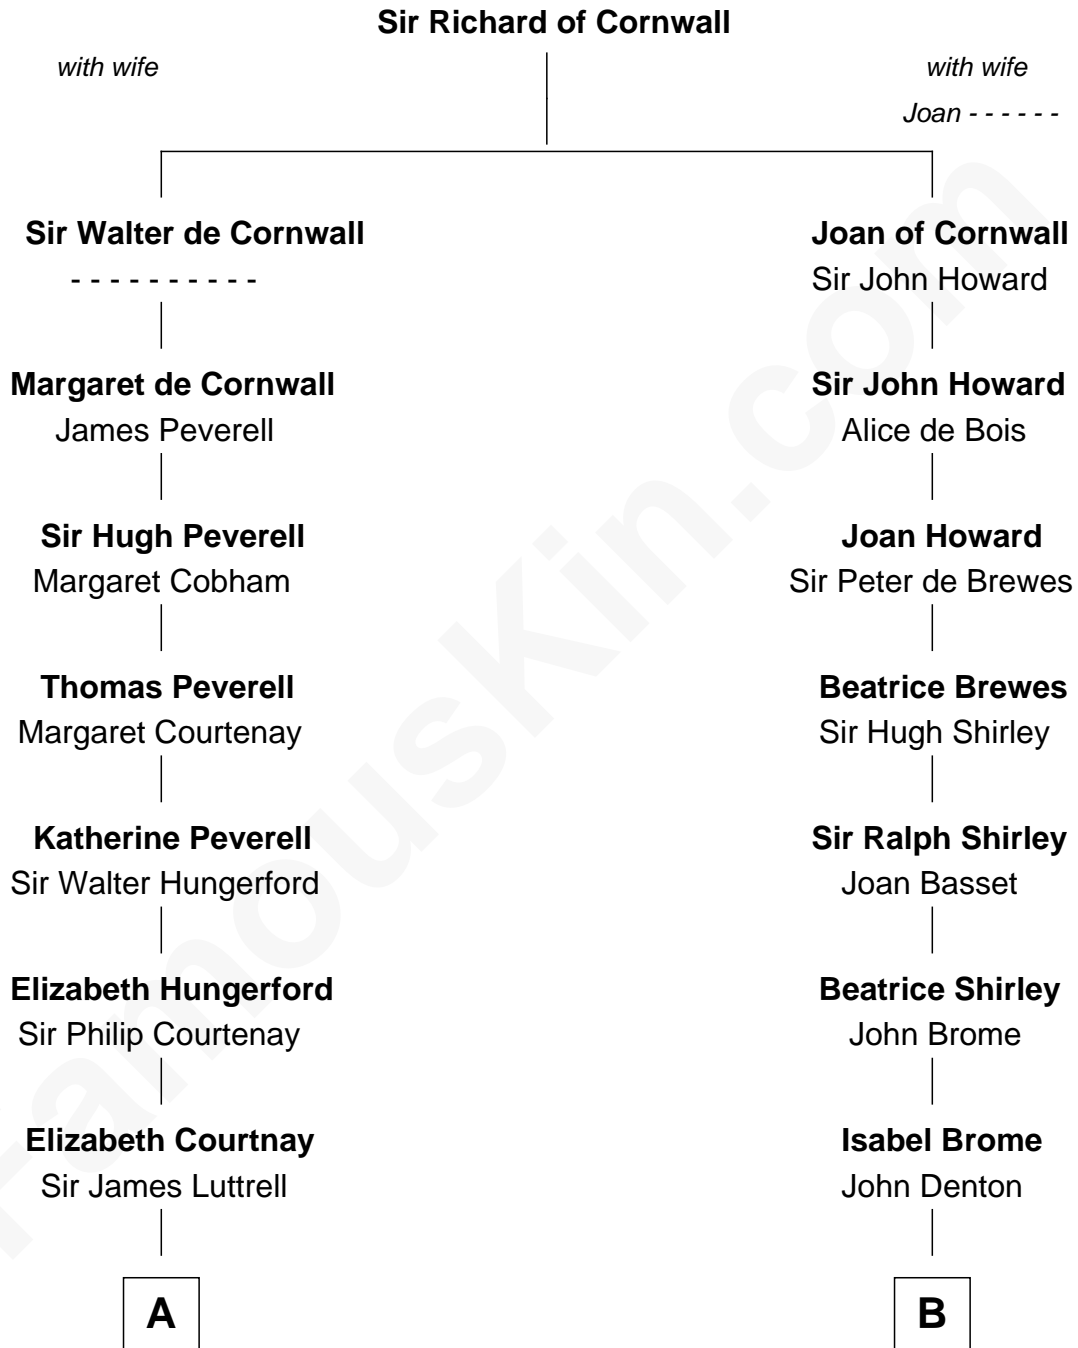 Sir Richard of Cornwall
with wife
with wife
Joan - - - - - -
Sir Walter de Cornwall
- - - - - - - - - -
Margaret de Cornwall
James Peverell
Sir Hugh Peverell
Margaret Cobham
Thomas Peverell
Margaret Courtenay
Katherine Peverell
Sir Walter Hungerford
Elizabeth Hungerford
Sir Philip Courtenay
Elizabeth Courtnay
Sir James Luttrell
A
Joan of Cornwall
Sir John Howard
Sir John Howard
Alice de Bois
Joan Howard
Sir Peter de Brewes
Beatrice Brewes
Sir Hugh Shirley
Sir Ralph Shirley
Joan Basset
Beatrice Shirley
John Brome
Isabel Brome
John Denton
B
FamousKin.com